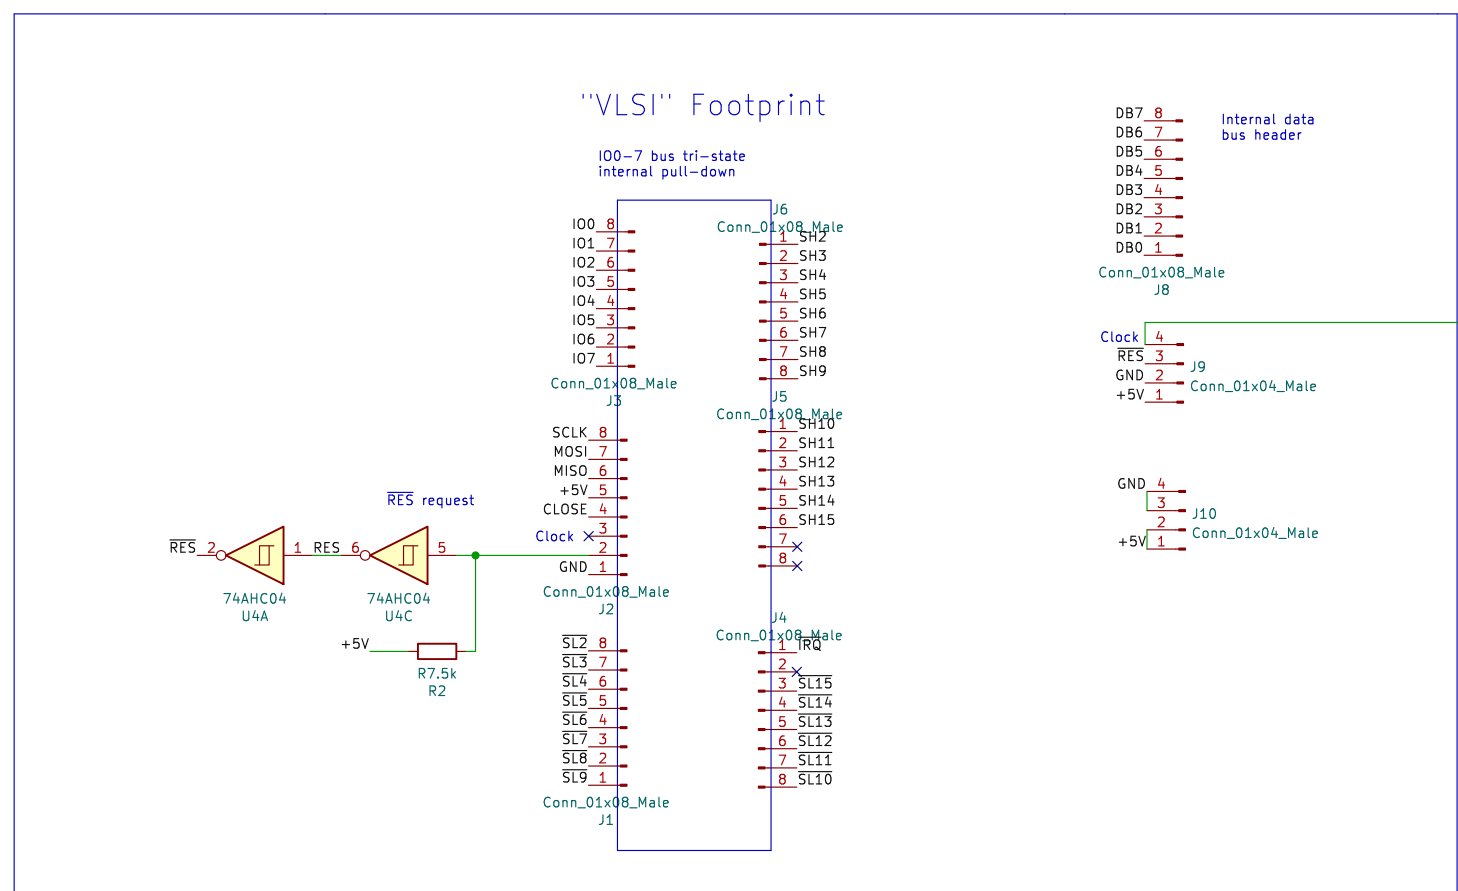 "VLSI" Footprint
IO0-7 bus tri-state
internal pull-down
IO0 8
IO1 7
IO2 6
IO3 5
IO4 4
IO5 3
IO6 2
IO7 1
Conn_01x08_Male
J3
J6
Conn_01x08_Male
1 SH2
2 SH3
3 SH4
4 SH5
5 SH6
6 SH7
7 SH8
8 SH9
J5
Conn_01x08_Male
1 SH10
2 SH11
3 SH12
4 SH13
5 SH14
6 SH15
7
8
SCLK 8
MOSI 7
MISO 6
+5V 5
CLOSE 4
Clock 3
2
GND 1
Conn_01x08_Male
J2
RES request
RES 2 1 RES 6 5
74AHC04
U4A
74AHC04
U4C
+5V
R7.5k
R2
SL2 8
SL3 7
SL4 6
SL5 5
SL6 4
SL7 3
SL8 2
SL9 1
Conn_01x08_Male
J1
J4
Conn_01x08_Male
1 IRQ
2
3 SL15
4 SL14
5 SL13
6 SL12
7 SL11
8 SL10
DB7 8
DB6 7
DB5 6
DB4 5
DB3 4
DB2 3
DB1 2
DB0 1
Conn_01x08_Male
J8
Internal data
bus header
Clock 4
RES 3
GND 2
+5V 1
J9
Conn_01x04_Male
GND 4
3
2
+5V 1
J10
Conn_01x04_Male